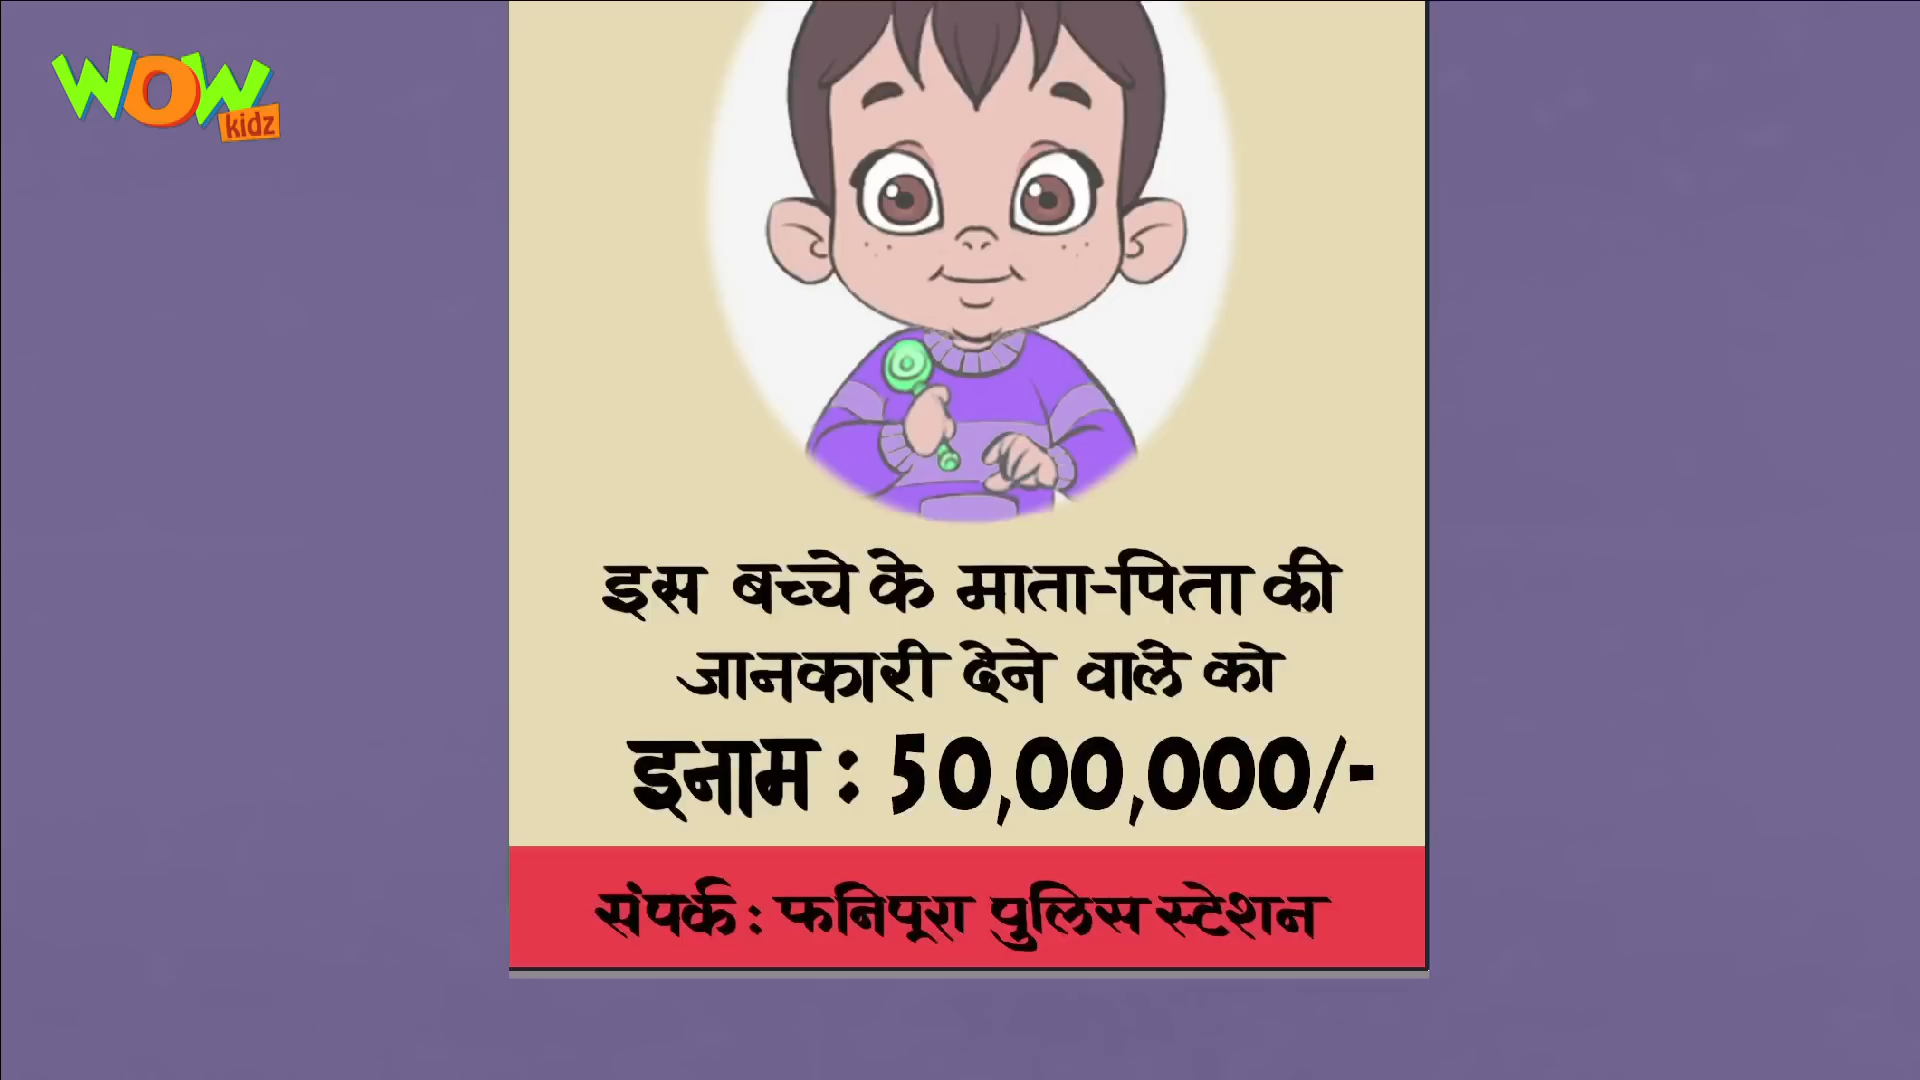 WOW
kidz
इस बच्चे के माता-पिता की
जानकारी देने वाले को
इनाम : 50,00,000/-
संपर्क : फनिपूरा पुलिस स्टेशन